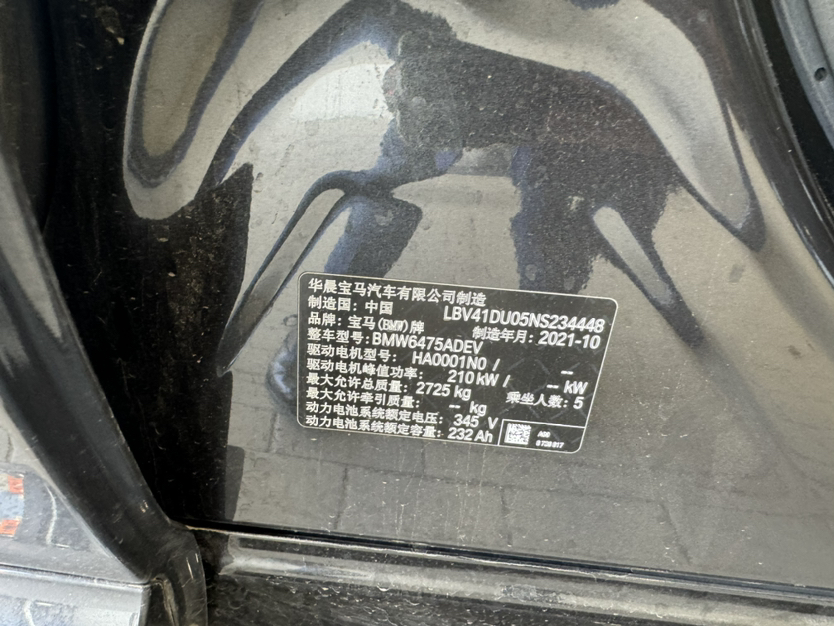 华晨宝马汽车有限公司制造
制造国：中国 LBV41DU05NS234448
品牌：宝马(BMW)牌 制造年月：2021-10
整车型号：BMW6475ADEV
驱动电机型号： HA0001N0 / --
驱动电机峰值功率： 210 kW / -- kW
最大允许总质量：2725 kg 乘坐人数：5
最大允许牵引质量： -- kg
动力电池系统额定电压：345 V
动力电池系统额定容量：232 Ah